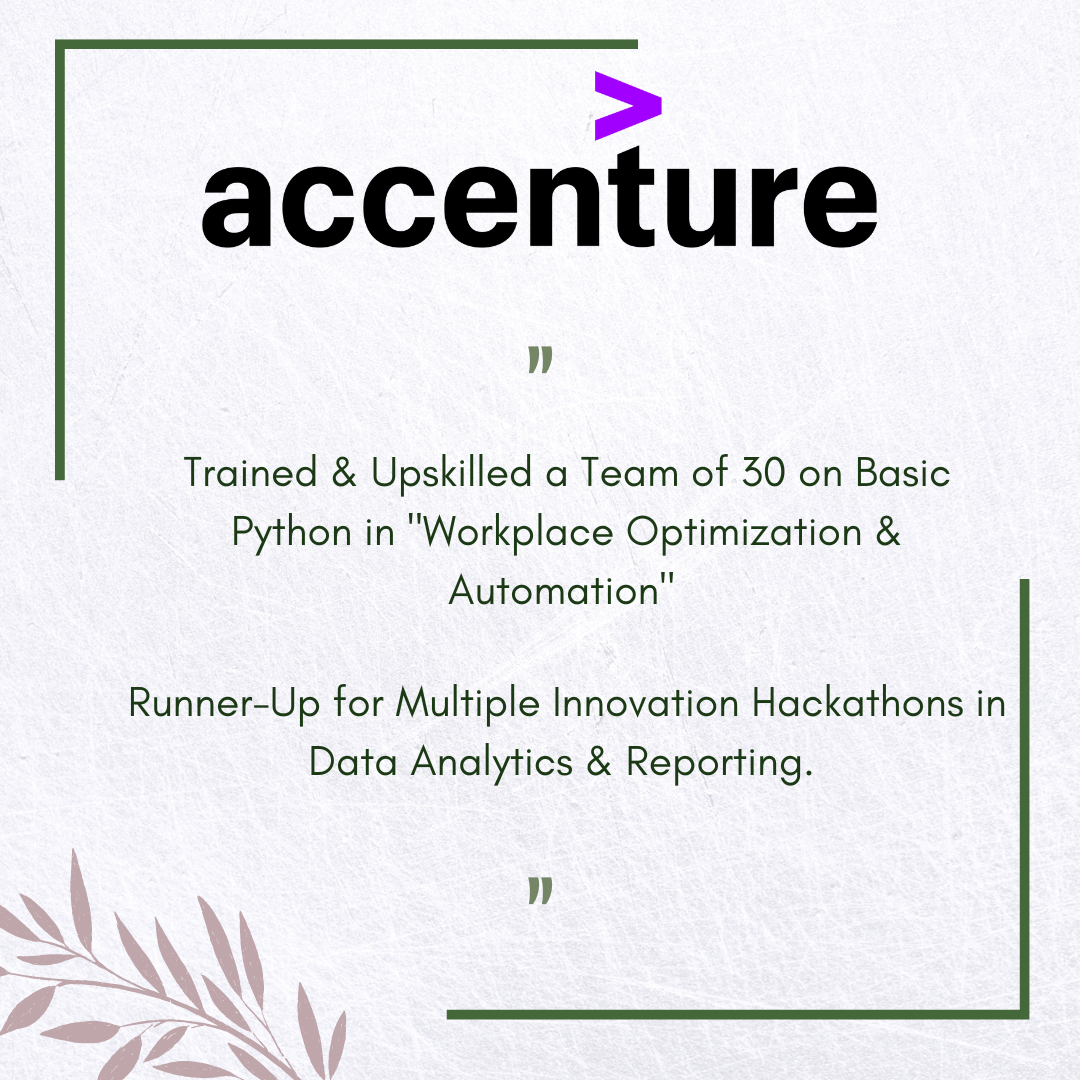 >
accenture
”
Trained & Upskilled a Team of 30 on Basic
Python in "Workplace Optimization &
Automation"
Runner-Up for Multiple Innovation Hackathons in
Data Analytics & Reporting.
”